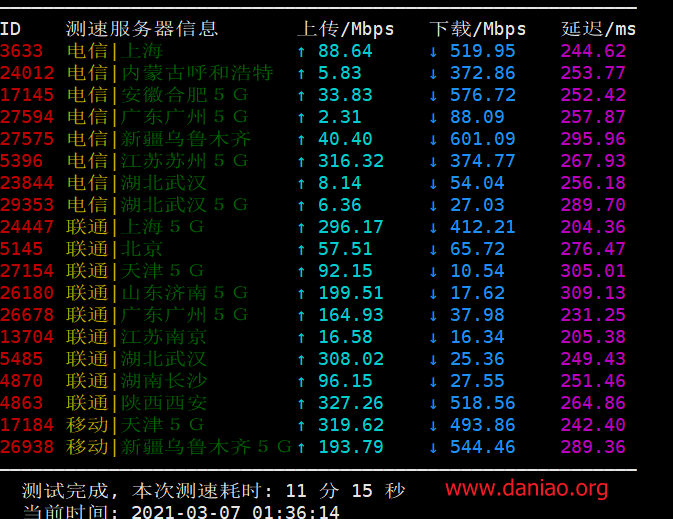 ID 测速服务器信息 上传/Mbps 下载/Mbps 延迟/ms
3633 电信|上海 ↑ 88.64 ↓ 519.95 244.62
24012 电信|内蒙古呼和浩特 ↑ 5.83 ↓ 372.86 253.77
17145 电信|安徽合肥５Ｇ ↑ 33.83 ↓ 576.72 252.42
27594 电信|广东广州５Ｇ ↑ 2.31 ↓ 88.09 257.87
27575 电信|新疆乌鲁木齐 ↑ 40.40 ↓ 601.09 295.96
5396 电信|江苏苏州５Ｇ ↑ 316.32 ↓ 374.77 267.93
23844 电信|湖北武汉 ↑ 8.14 ↓ 54.04 256.18
29353 电信|湖北武汉５Ｇ ↑ 6.36 ↓ 27.03 289.70
24447 联通|上海５Ｇ ↑ 296.17 ↓ 412.21 204.36
5145 联通|北京 ↑ 57.51 ↓ 65.72 276.47
27154 联通|天津５Ｇ ↑ 92.15 ↓ 10.54 305.01
26180 联通|山东济南５Ｇ ↑ 199.51 ↓ 17.62 309.13
26678 联通|广东广州５Ｇ ↑ 164.93 ↓ 37.98 231.25
13704 联通|江苏南京 ↑ 16.58 ↓ 16.34 205.38
5485 联通|湖北武汉 ↑ 308.02 ↓ 25.36 249.43
4870 联通|湖南长沙 ↑ 96.15 ↓ 27.55 251.46
4863 联通|陕西西安 ↑ 327.26 ↓ 518.56 264.86
17184 移动|天津５Ｇ ↑ 319.62 ↓ 493.86 242.40
26938 移动|新疆乌鲁木齐５Ｇ ↑ 193.79 ↓ 544.46 289.36
测试完成, 本次测速耗时: 11 分 15 秒 www.daniao.org
当前时间: 2021-03-07 01:36:14